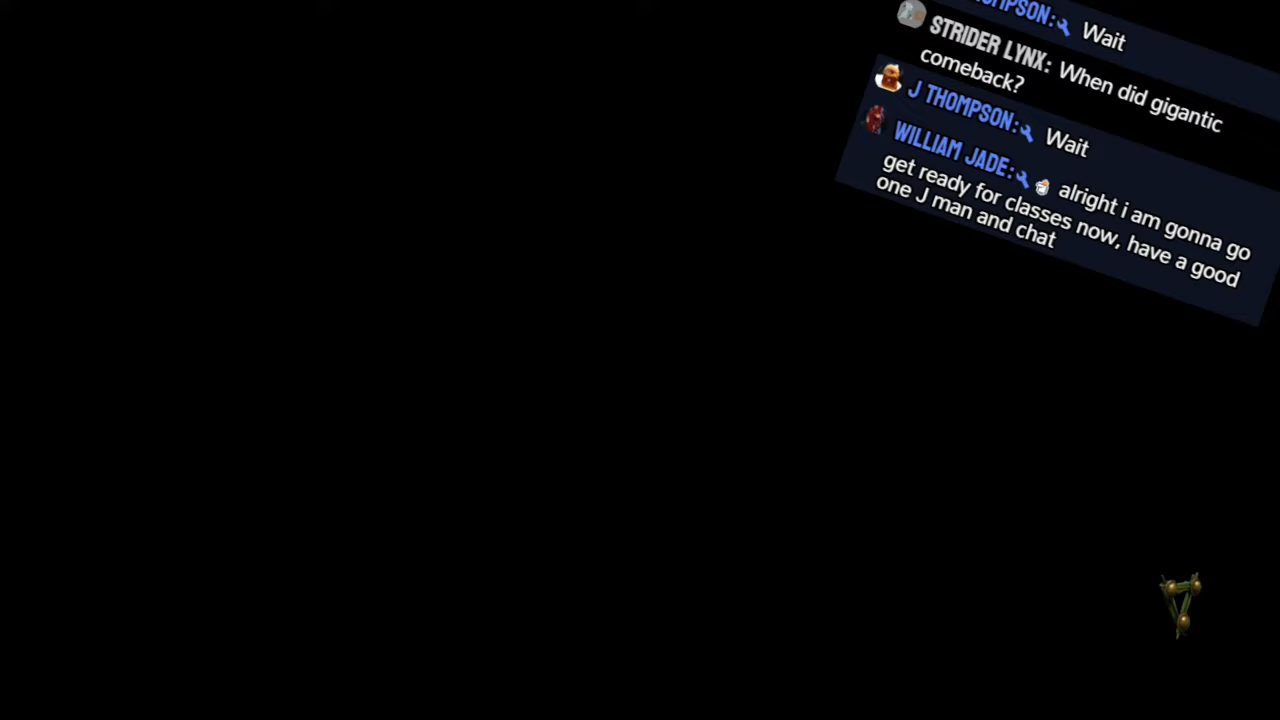 THOMPSON: Wait
STRIDER LYNX: When did gigantic
comeback?
J THOMPSON: Wait
WILLIAM JADE: alright i am gonna go
get ready for classes now, have a good
one J man and chat